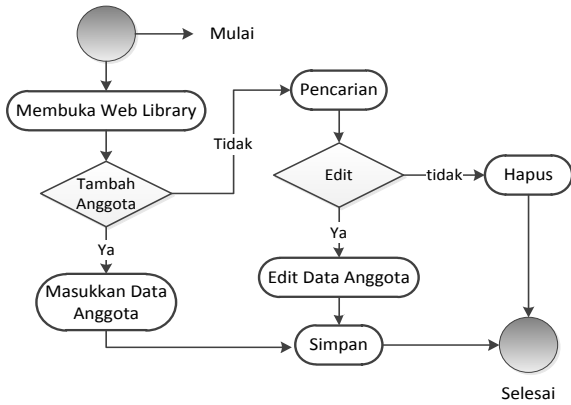 Mulai
Membuka Web Library
Tambah
Anggota
Ya
Masukkan Data
Anggota
Tidak
Pencarian
Edit
tidak
Hapus
Ya
Edit Data Anggota
Simpan
Selesai